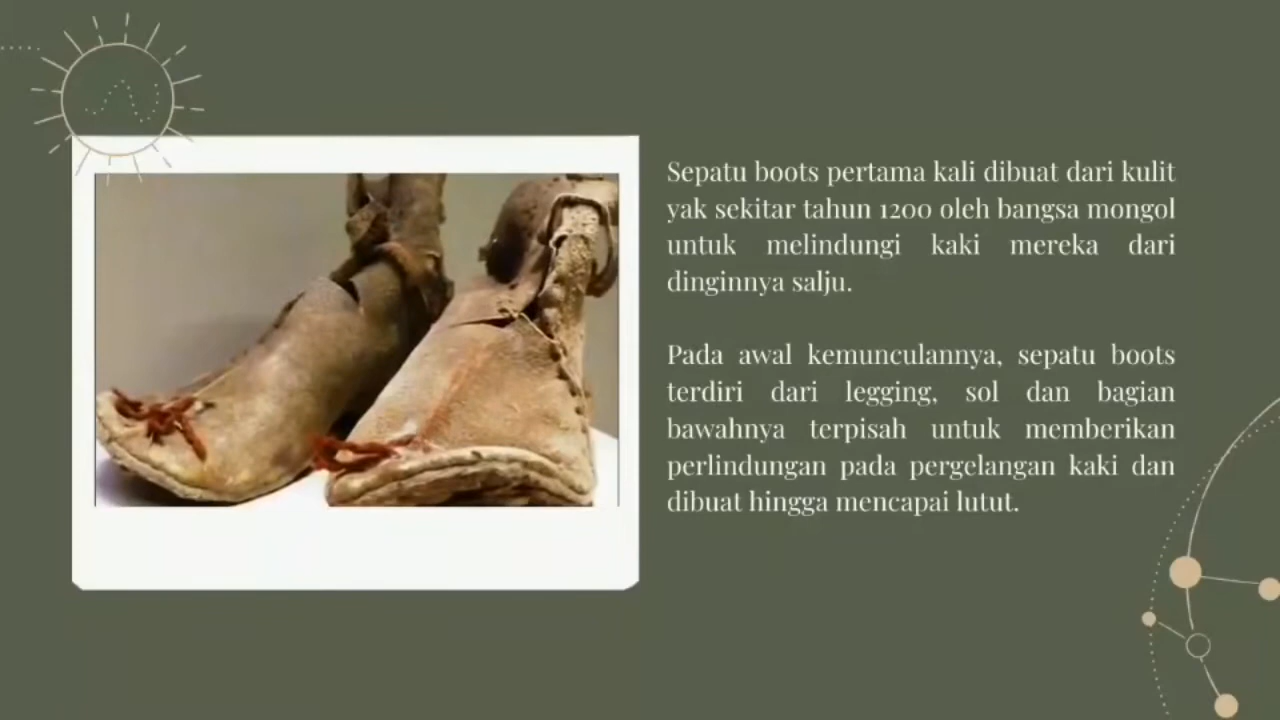 Sepatu boots pertama kali dibuat dari kulit
yak sekitar tahun 1200 oleh bangsa mongol
untuk melindungi kaki mereka dari
dinginnya salju.
Pada awal kemunculannya, sepatu boots
terdiri dari legging, sol dan bagian
bawahnya terpisah untuk memberikan
perlindungan pada pergelangan kaki dan
dibuat hingga mencapai lutut.